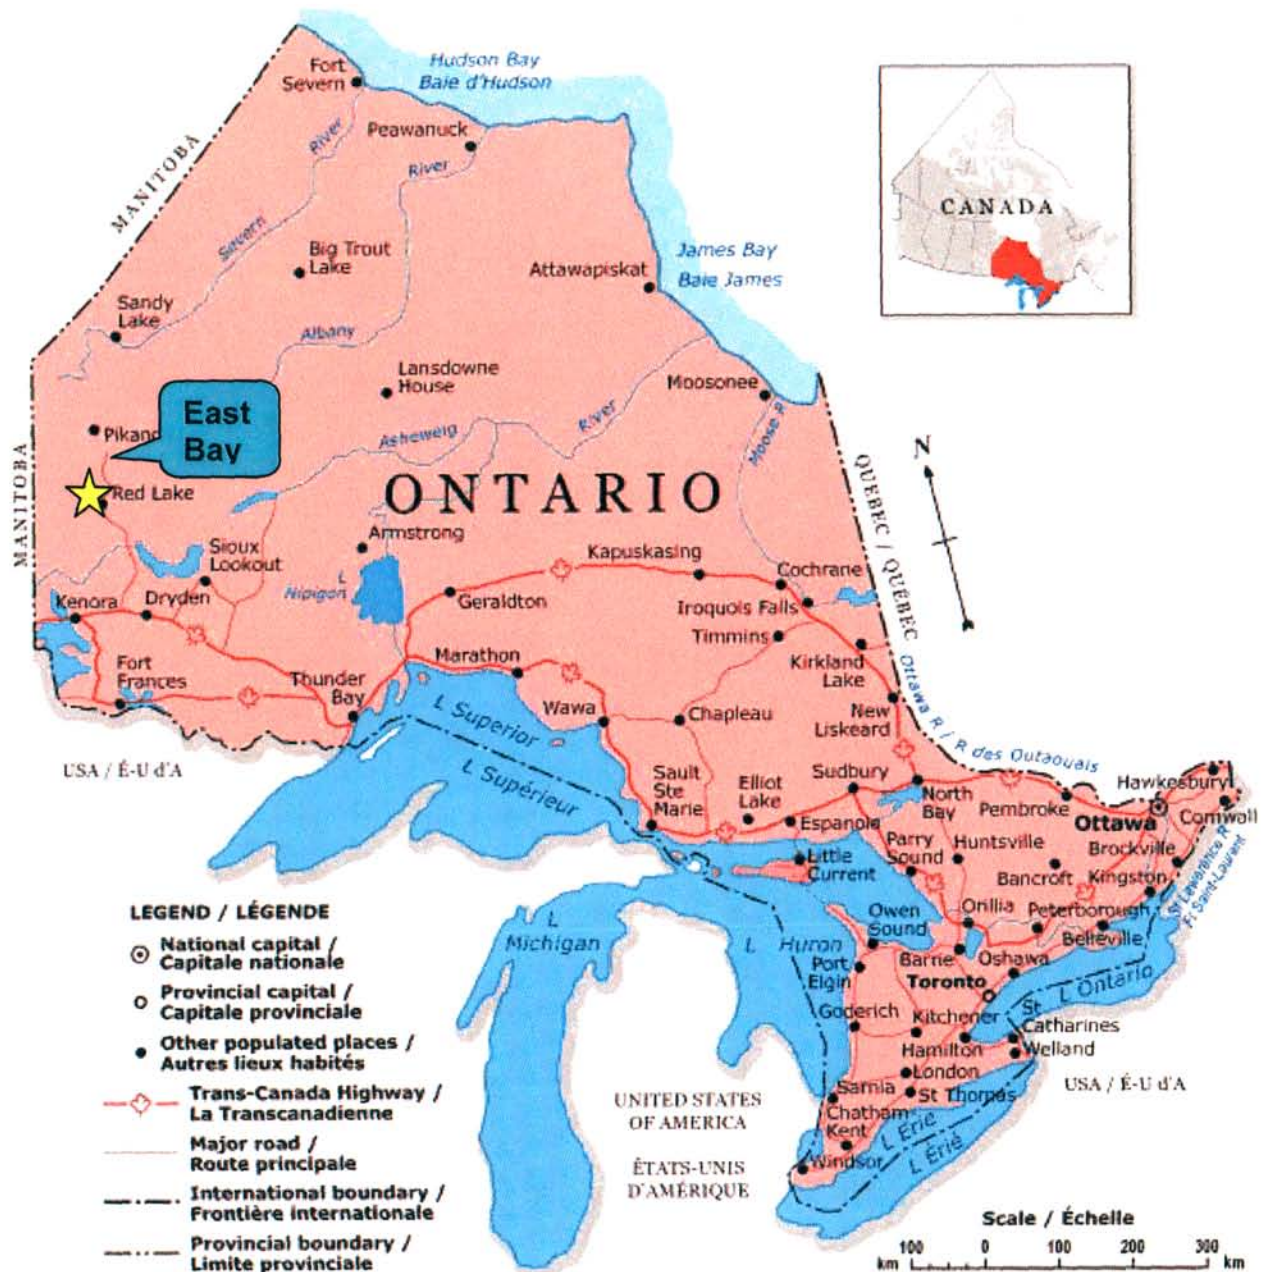 Hudson Bay
Baie d'Hudson
Fort
Severn
Peawanuck
River
River
MANITOBA
Severn
Big Trout
Lake
CANADA
James Bay
Baie James
Attawapiskat
Sandy
Lake
Albany
Lansdowne
House
Moosonee
East
Bay
Pikang
River
Asheweig
Moose R
N
MANITOBA
Red Lake
ONTARIO
QUEBEC / QUÉBEC
Armstrong
Sioux
Lookout
Kapuskasing
Cochrane
L
Nipigon
Kenora
Dryden
Geraldton
Iroquois Falls
Timmins
Marathon
Kirkland
Lake
Fort
Frances
Thunder
Bay
Ottawa R / R des Outaouais
L Superior
L Supérieur
Wawa
Chapleau
New
Liskeard
USA / É-U d'A
Sault
Ste
Marie
Elliot
Lake
Sudbury
North
Bay
Pembroke
Hawkesbury
Ottawa
Cornwall
Espanola
Parry
Sound
Huntsville
Brockville
Little
Current
Bancroft
Kingston
St Lawrence R
Fl Saint-Laurent
Owen
Sound
Orillia
Peterborough
Belleville
L
Michigan
L Huron
Port
Elgin
Barrie
Oshawa
Toronto
L Ontario
Goderich
Kitchener
St
Catharines
Hamilton
Welland
London
Sarnia
St Thomas
USA / É-U d'A
UNITED STATES
OF AMERICA
Chatham-
Kent
L Erie
L Érié
ÉTATS-UNIS
D'AMÉRIQUE
Windsor
LEGEND / LÉGENDE
National capital /
Capitale nationale
Provincial capital /
Capitale provinciale
Other populated places /
Autres lieux habités
Trans-Canada Highway /
La Transcanadienne
Major road /
Route principale
International boundary /
Frontière internationale
Provincial boundary /
Limite provinciale
Scale / Échelle
100 0 100 200 300
km km